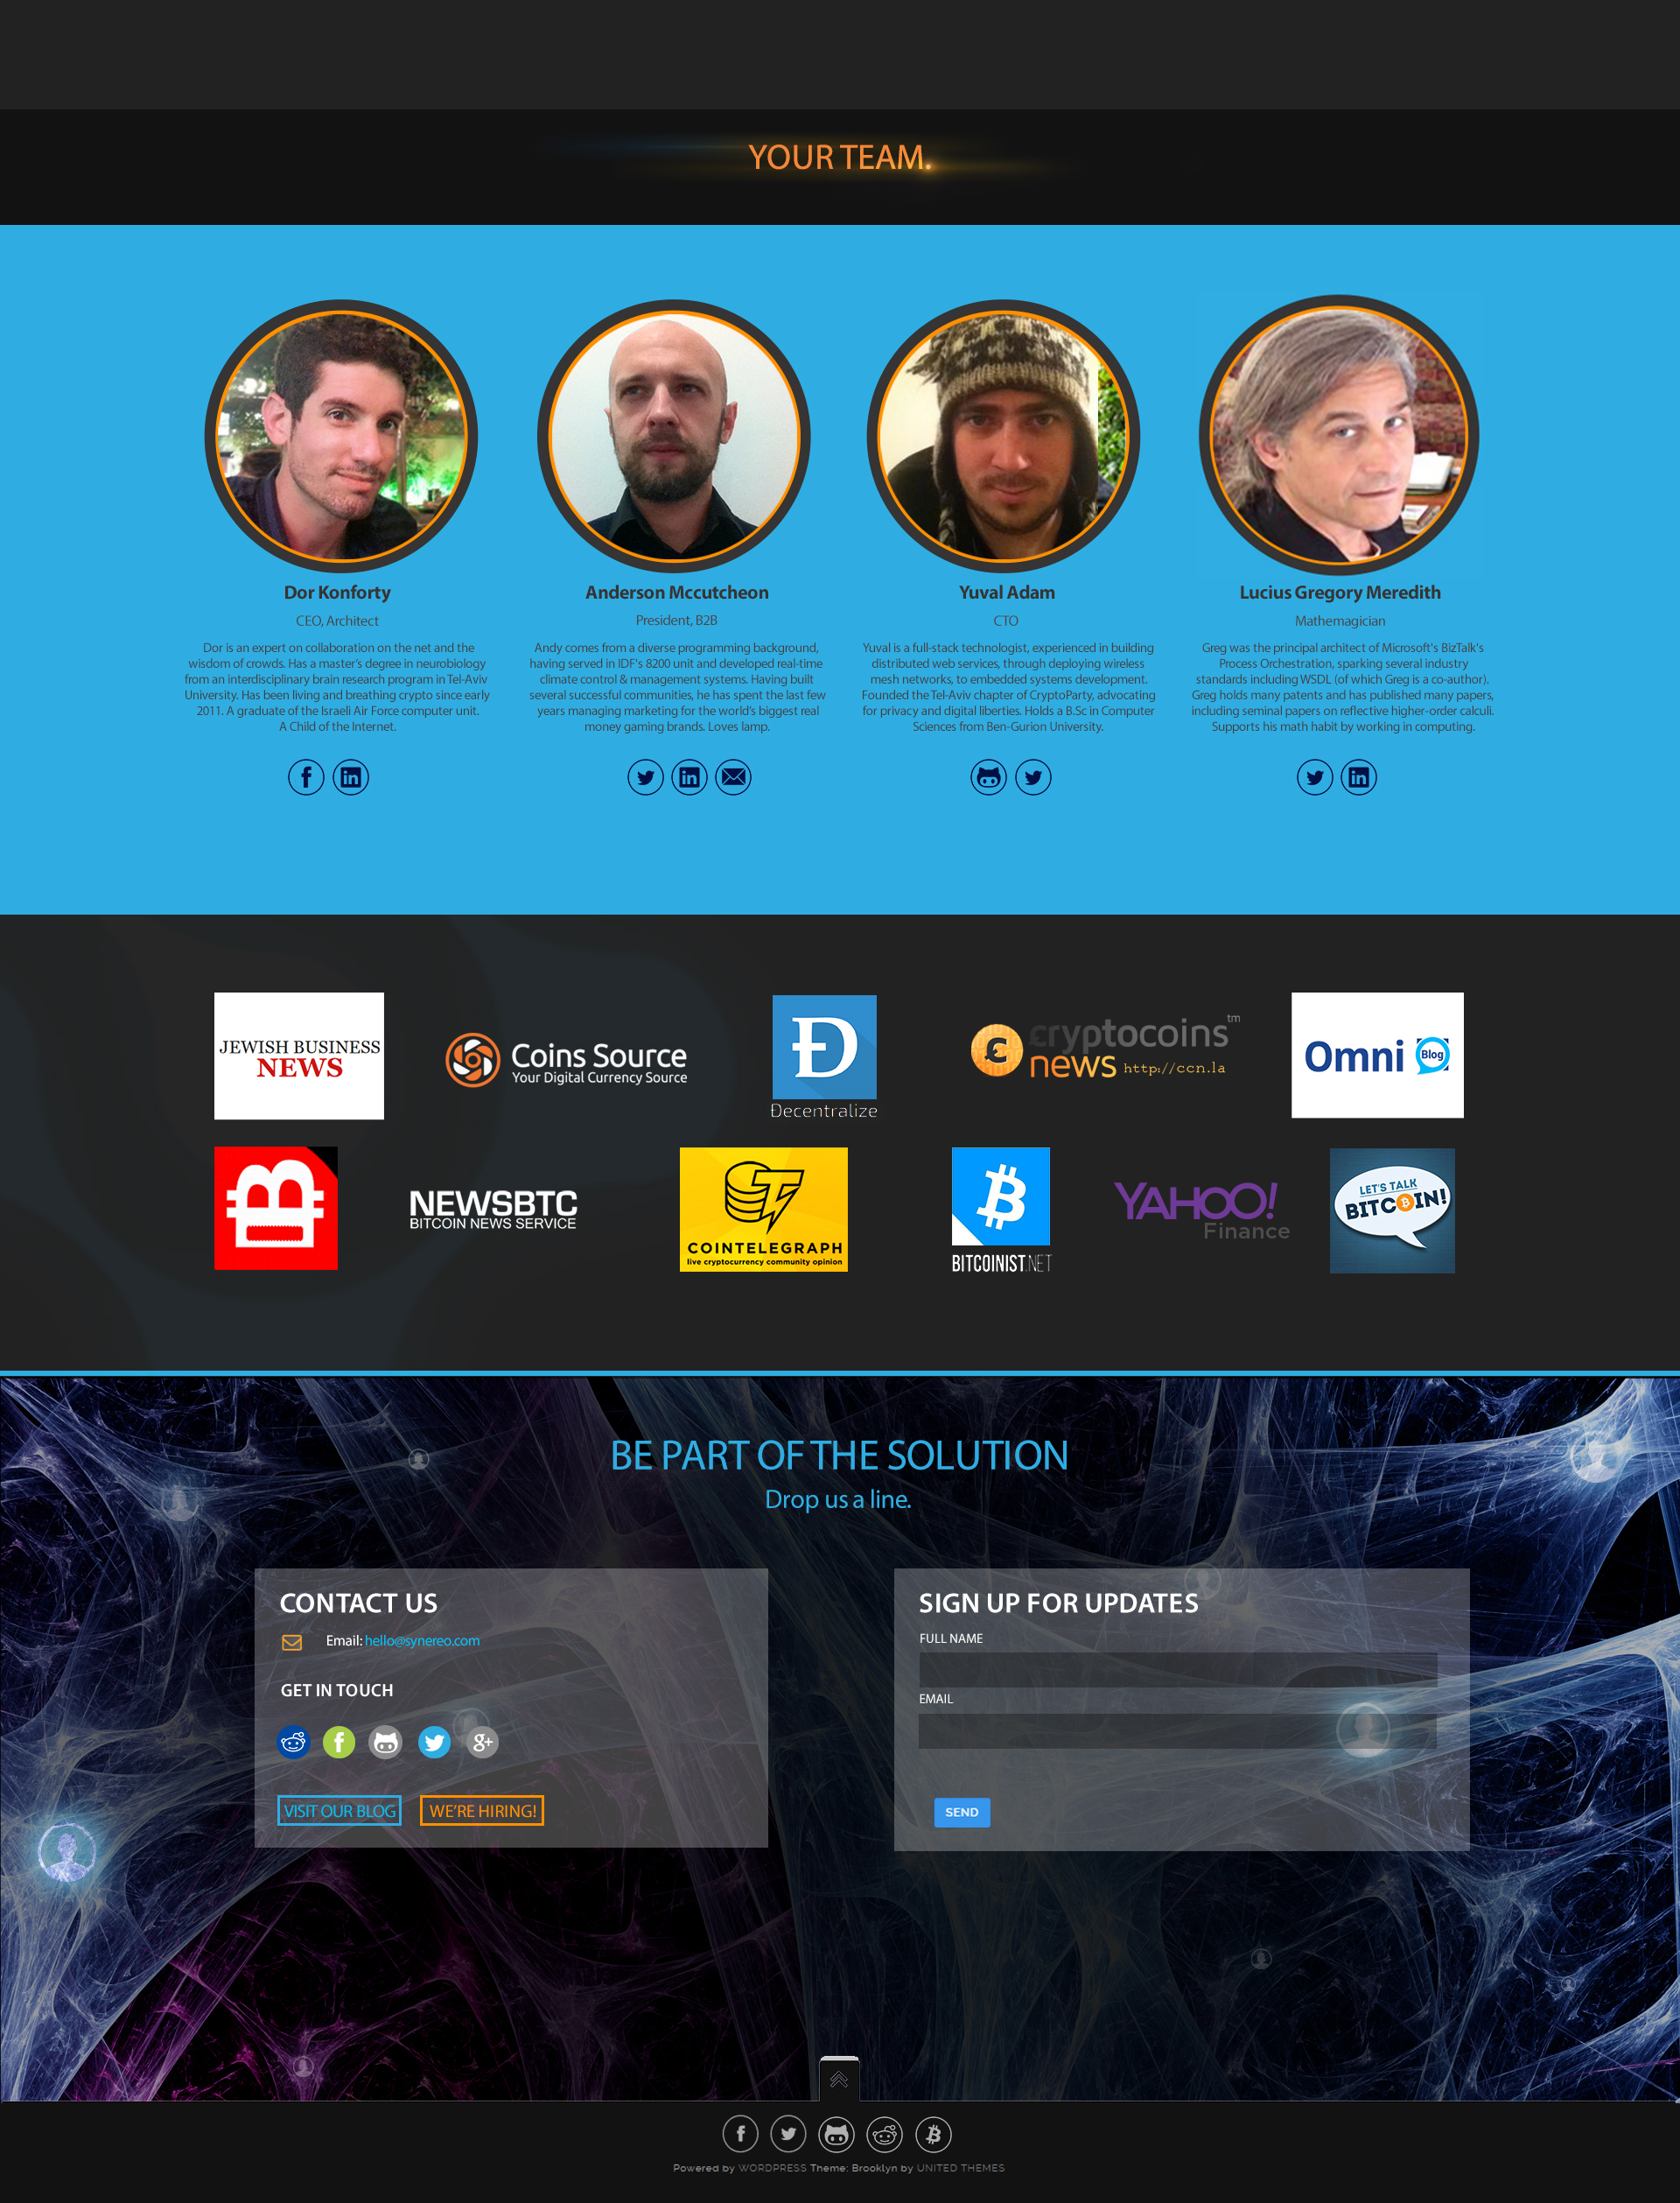 YOUR TEAM.
Dor Konforty
CEO, Architect
Dor is an expert on collaboration on the net and the
wisdom of crowds. Has a master's degree in neurobiology
from an interdisciplinary brain research program in Tel-Aviv
University. Has been living and breathing crypto since early
2011. A graduate of the Israeli Air Force computer unit.
A Child of the Internet.
Anderson Mccutcheon
President, B2B
Andy comes from a diverse programming background,
having served in IDF's 8200 unit and developed real-time
climate control & management systems. Having built
several successful communities, he has spent the last few
years managing marketing for the world's biggest real
money gaming brands. Loves lamp.
Yuval Adam
CTO
Yuval is a full-stack technologist, experienced in building
distributed web services, through deploying wireless
mesh networks, to embedded systems development.
Founded the Tel-Aviv chapter of CryptoParty, advocating
for privacy and digital liberties. Holds a B.Sc in Computer
Sciences from Ben-Gurion University.
Lucius Gregory Meredith
Mathemagician
Greg was the principal architect of Microsoft's BizTalk's
Process Orchestration, sparking several industry
standards including WSDL (of which Greg is a co-author).
Greg holds many patents and has published many papers,
including seminal papers on reflective higher-order calculi.
Supports his math habit by working in computing.
JEWISH BUSINESS
NEWS
Coins Source
Your Digital Currency Source
Đ
Đecentralize
cryptocoins tm
news http://ccn.la
Omni Blog
NEWSBTC
BITCOIN NEWS SERVICE
COINTELEGRAPH
live cryptocurrency community opinion
BITCOINIST.NET
YAHOO!
Finance
LET'S TALK
BITCOIN!
BE PART OF THE SOLUTION
Drop us a line.
CONTACT US
Email: hello@synereo.com
GET IN TOUCH
g+
VISIT OUR BLOG
WE'RE HIRING!
SIGN UP FOR UPDATES
FULL NAME
EMAIL
SEND
Powered by WORDPRESS Theme: Brooklyn by UNITED THEMES